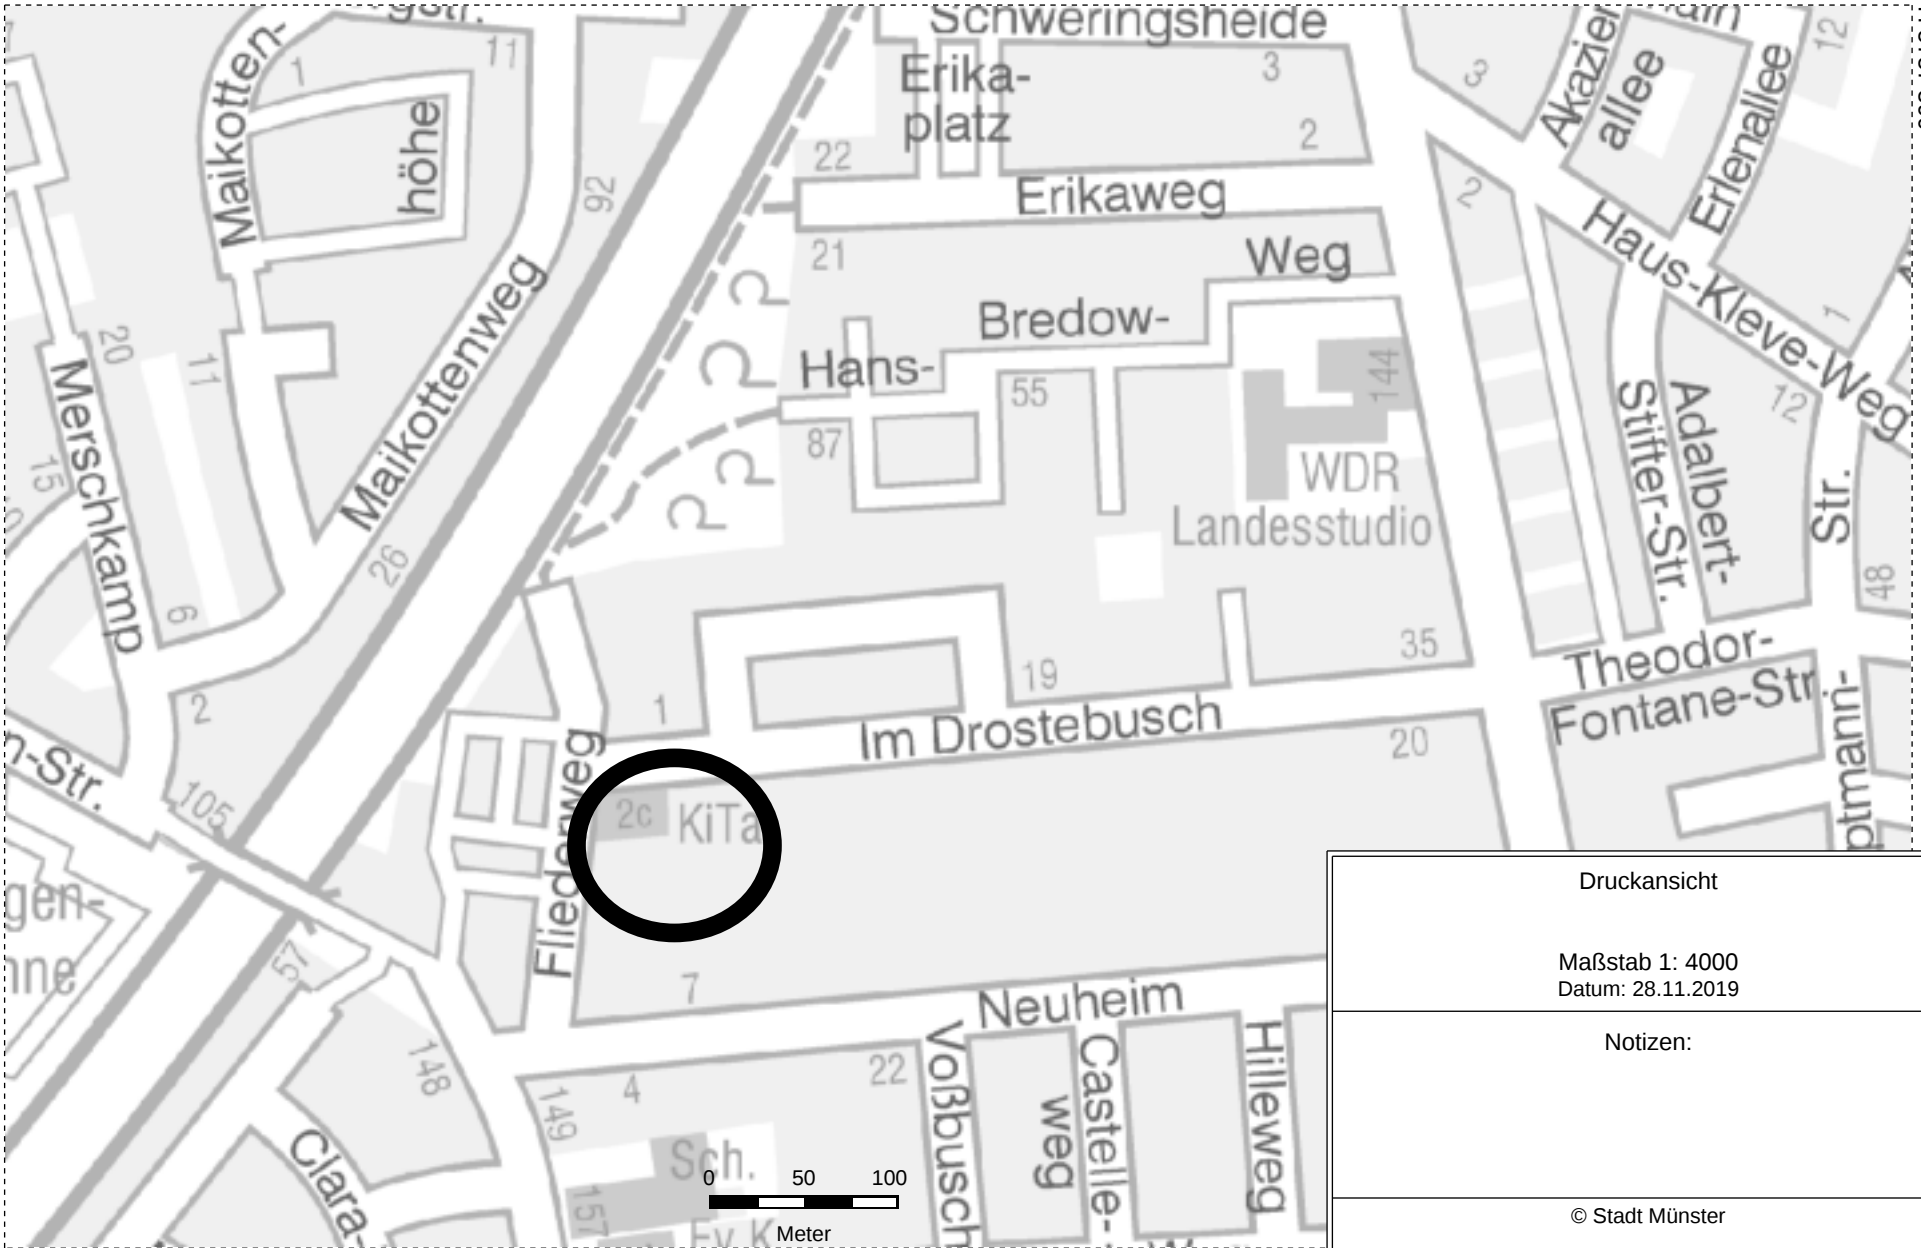 Schweringsheide
Maikotten-
höhe
1
11
Erika-
platz
3
2
22
Erikaweg
21
92
3
Akazien
allee
Erlenallee
12
2
Haus-Kleve-Weg
1
12
Weg
Bredow-
Hans-
55
87
144
WDR
Landesstudio
Maikottenweg
26
20
11
Merschkamp
15
6
2
Adalbert-
Stifter-Str.
Str.
48
35
19
1
Im Drostebusch
20
Theodor-
Fontane-Str.
ptmann-
n-Str.
105
Fliederweg
2c
KiTa
gen-
57
7
Neuheim
148
149
4
22
Voßbusch
Castelle-
weg
Hilleweg
Clara-
Sch.
157
Ev.K
0 50 100
Meter
Druckansicht
Maßstab 1: 4000
Datum: 28.11.2019
Notizen:
© Stadt Münster